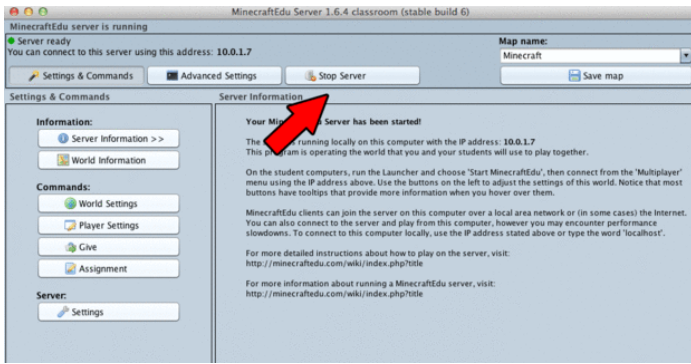 MinecraftEdu Server 1.6.4 classroom (stable build 6)
MinecraftEdu server is running
Server ready
You can connect to this server using this address: 10.0.1.7
Map name:
Minecraft
Settings & Commands
Advanced Settings
Stop Server
Save map
Settings & Commands
Information:
Server Information >>
World Information
Commands:
World Settings
Player Settings
Give
Assignment
Server:
Settings
Server Information
Your Server has been started!
The running locally on this computer with the IP address: 10.0.1.7
This program is operating the world that you and your students will use to play together.
On the student computers, run the Launcher and choose 'Start MinecraftEdu', then connect from the 'Multiplayer'
menu using the IP address above. Use the buttons on the left to adjust the settings of this world. Notice that most
buttons have tooltips that provide more information when you hover over them.
MinecraftEdu clients can join the server on this computer over a local area network or (in some cases) the Internet.
You can also connect to the server and play from this computer, however you may encounter performance
slowdowns. To connect to this computer locally, use the IP address stated above or type the word 'localhost'.
For more detailed instructions about how to play on the server, visit:
http://minecraftedu.com/wiki/index.php?title
For more information about running a MinecraftEdu server, visit:
http://minecraftedu.com/wiki/index.php?title